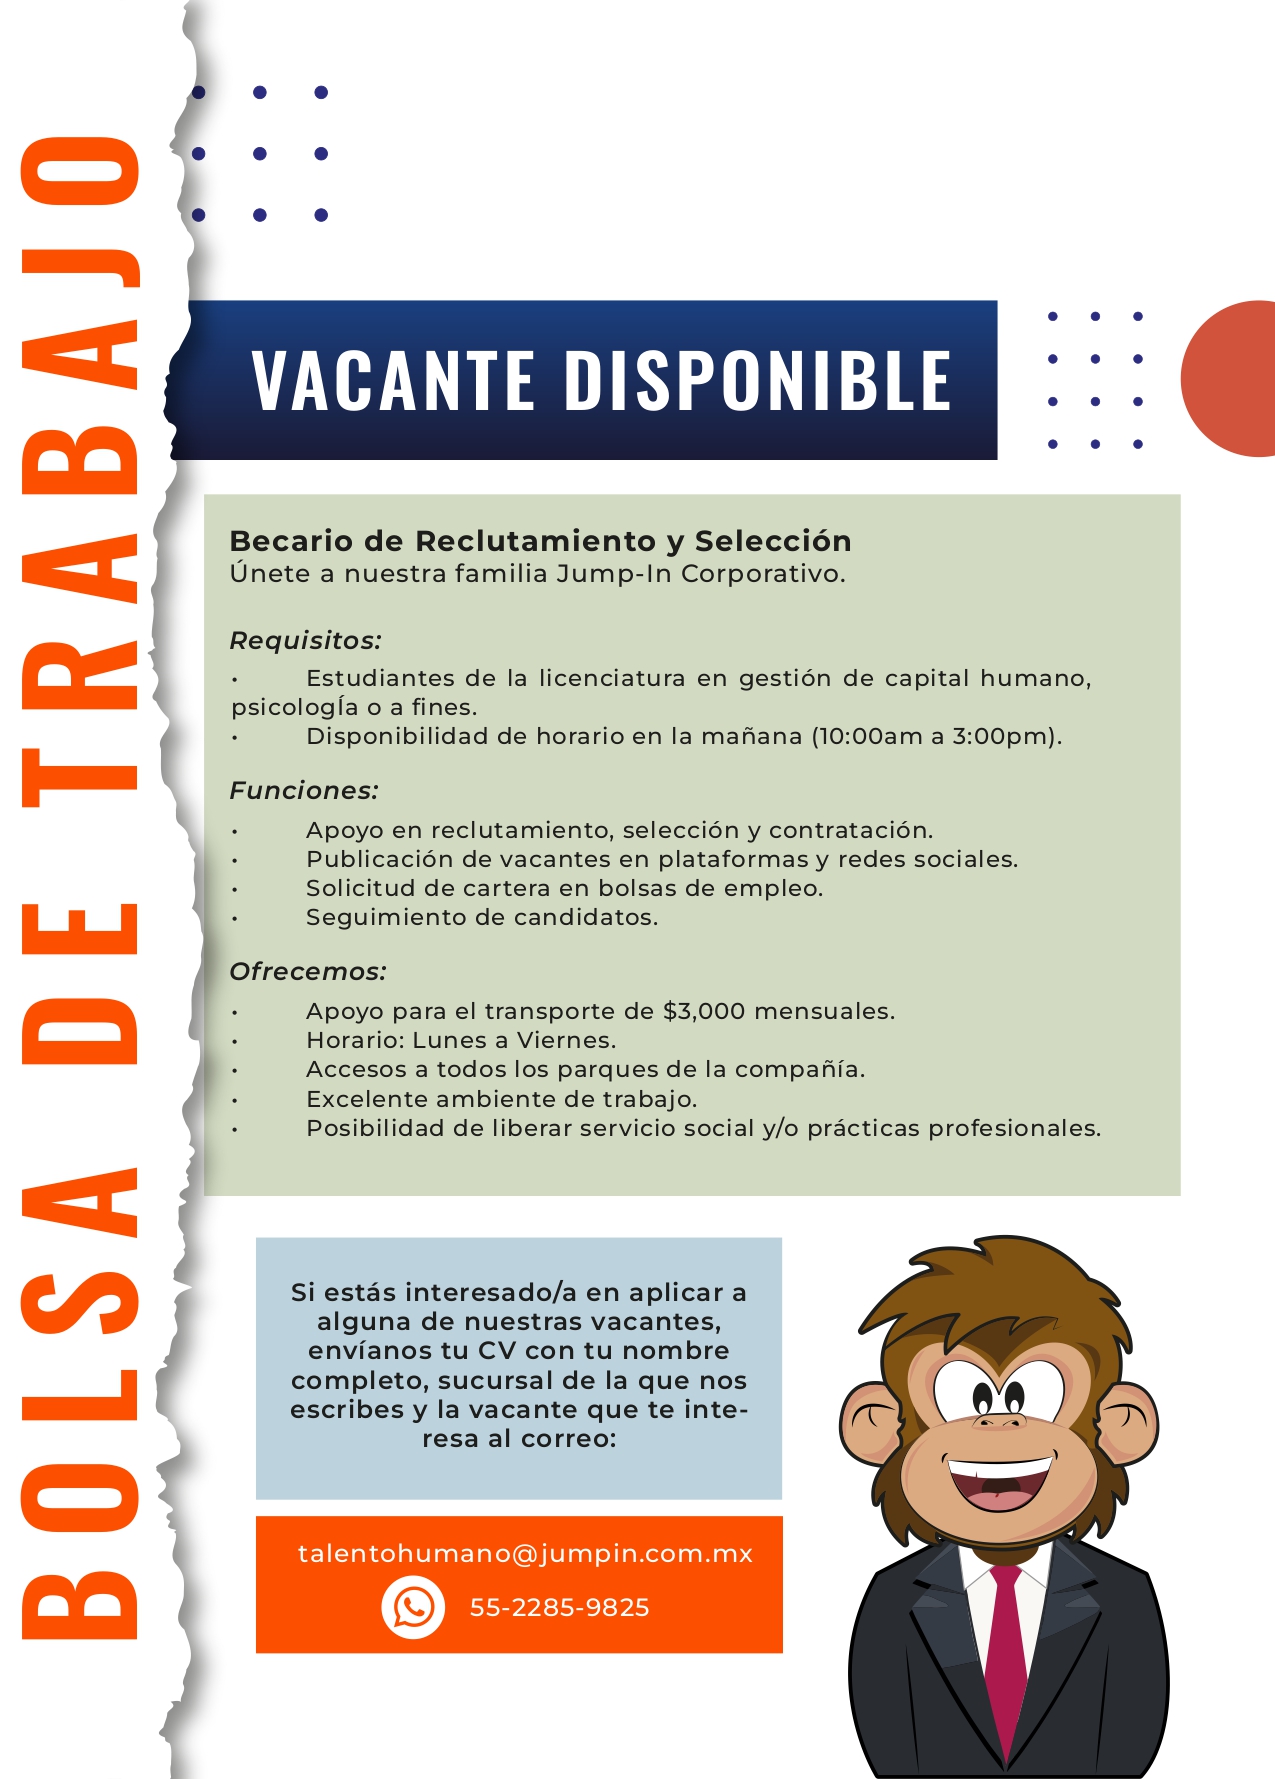 BOLSA DE TRABAJO
VACANTE DISPONIBLE
Becario de Reclutamiento y Selección
Únete a nuestra familia Jump-In Corporativo.
Requisitos:
• Estudiantes de la licenciatura en gestión de capital humano,
psicologÍa o a fines.
• Disponibilidad de horario en la mañana (10:00am a 3:00pm).
Funciones:
• Apoyo en reclutamiento, selección y contratación.
• Publicación de vacantes en plataformas y redes sociales.
• Solicitud de cartera en bolsas de empleo.
• Seguimiento de candidatos.
Ofrecemos:
• Apoyo para el transporte de $3,000 mensuales.
• Horario: Lunes a Viernes.
• Accesos a todos los parques de la compañía.
• Excelente ambiente de trabajo.
• Posibilidad de liberar servicio social y/o prácticas profesionales.
Si estás interesado/a en aplicar a
alguna de nuestras vacantes,
envíanos tu CV con tu nombre
completo, sucursal de la que nos
escribes y la vacante que te inte-
resa al correo:
talentohumano@jumpin.com.mx
55-2285-9825